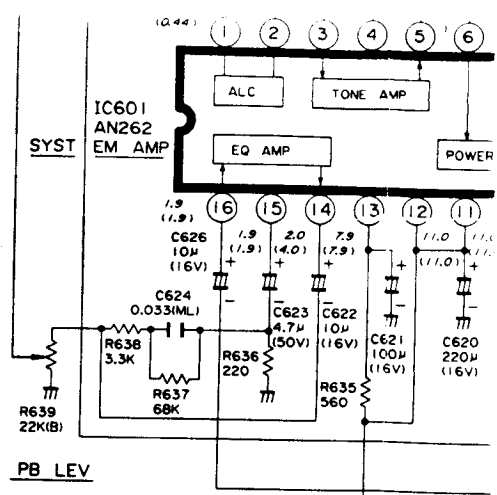 (0.44)
1 2 3 4 5 6
ALC
TONE AMP
IC601
AN262
EM AMP
SYST
EQ AMP
POWER
1.9
(1.9)
16 15 14 13 12 11
1.9
(1.9)
2.0
(4.0)
7.9
(7.9)
11.0
(11.0)
C626
10µ
(16V)
+
−
+
−
+
−
+
−
+
−
C624
0.033(ML)
C623
4.7µ
(50V)
C622
10µ
(16V)
C621
100µ
(16V)
C620
220µ
(16V)
R638
3.3K
R637
68K
R636
220
R635
560
R639
22K(B)
PB LEV